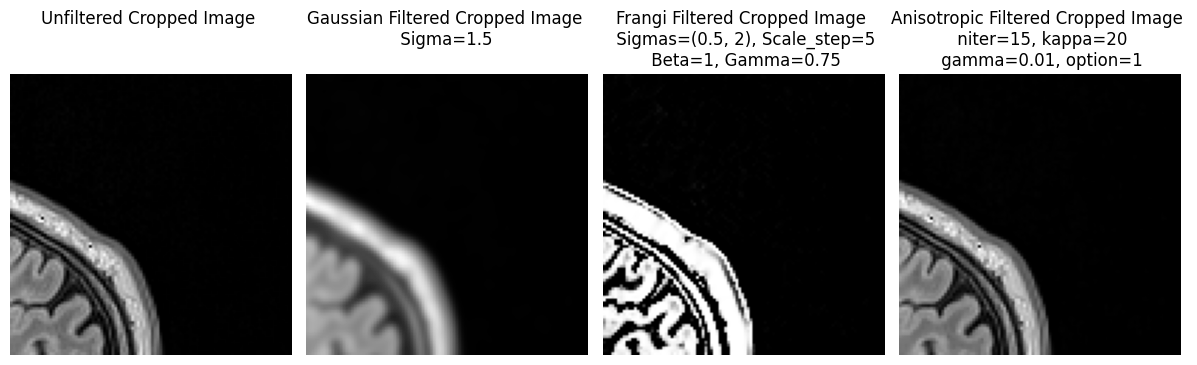 Unfiltered Cropped Image
Gaussian Filtered Cropped Image
Sigma=1.5
Frangi Filtered Cropped Image
Sigmas=(0.5, 2), Scale_step=5
Beta=1, Gamma=0.75
Anisotropic Filtered Cropped Image
niter=15, kappa=20
gamma=0.01, option=1